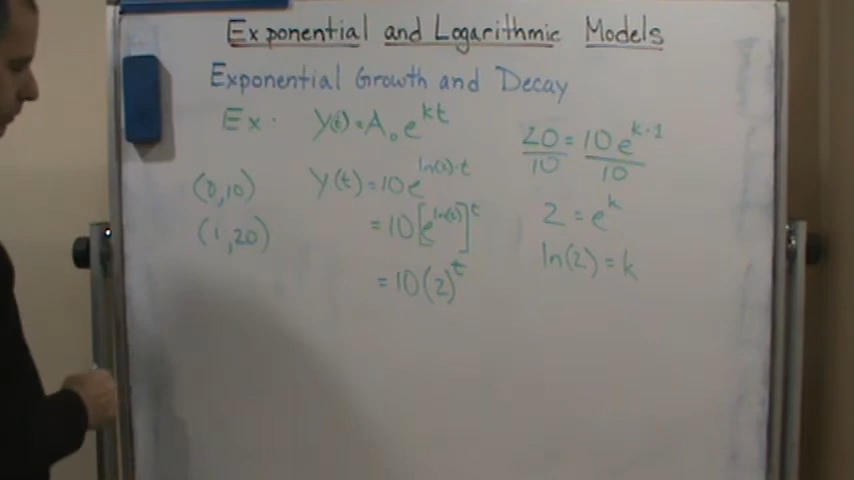 Exponential and Logarithmic Models
Exponential Growth and Decay
Ex. y(t) = A₀e^{kt}
(0,10)
(1,20)
y(t) = 10e^{ln(2)·t}
= 10[e^{ln(2)}]^t
= 10(2)^t
20/10 = 10e^{k·1}/10
2 = e^k
ln(2) = k